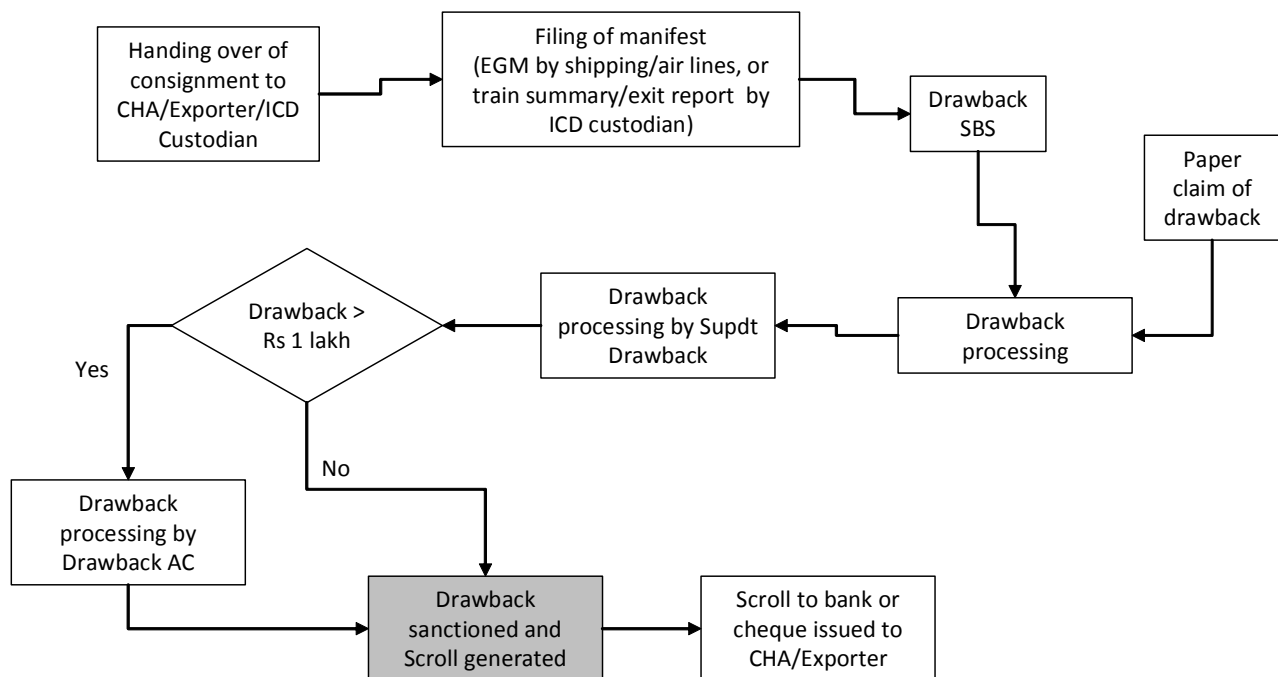 Handing over of
consignment to
CHA/Exporter/ICD
Custodian
Filing of manifest
(EGM by shipping/air lines, or
train summary/exit report by
ICD custodian)
Drawback
SBS
Paper
claim of
drawback
Drawback
processing
Drawback
processing by Supdt
Drawback
Drawback >
Rs 1 lakh
Yes
No
Drawback
processing by
Drawback AC
Drawback
sanctioned and
Scroll generated
Scroll to bank or
cheque issued to
CHA/Exporter